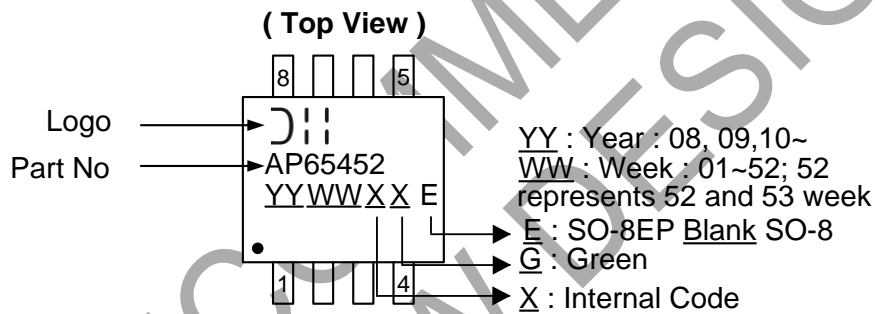 ( Top View )
8 5
Logo
Part No
AP65452
YYWWX X E
1 4
YY : Year : 08, 09,10~
WW : Week : 01~52; 52
represents 52 and 53 week
E : SO-8EP Blank SO-8
G : Green
X : Internal Code